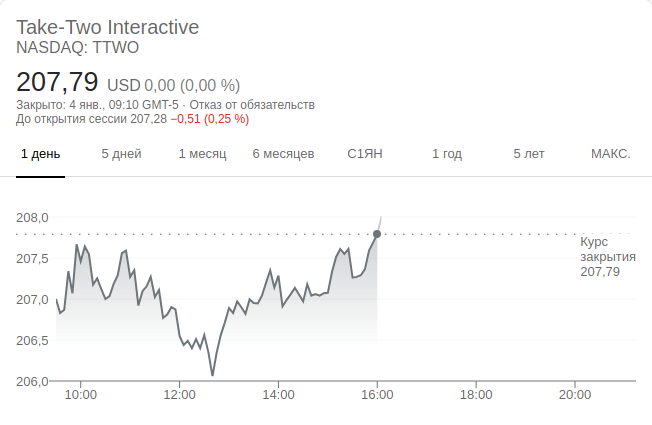 Take-Two Interactive
NASDAQ: TTWO
207,79 USD 0,00 (0,00 %)
Закрыто: 4 янв., 09:10 GMT-5 · Отказ от обязательств
До открытия сессии 207,28 −0,51 (0,25 %)
1 день 5 дней 1 месяц 6 месяцев С1ЯН 1 год 5 лет МАКС.
208,0
207,5
207,0
206,5
206,0
Курс
закрытия
207,79
10:00 12:00 14:00 16:00 18:00 20:00